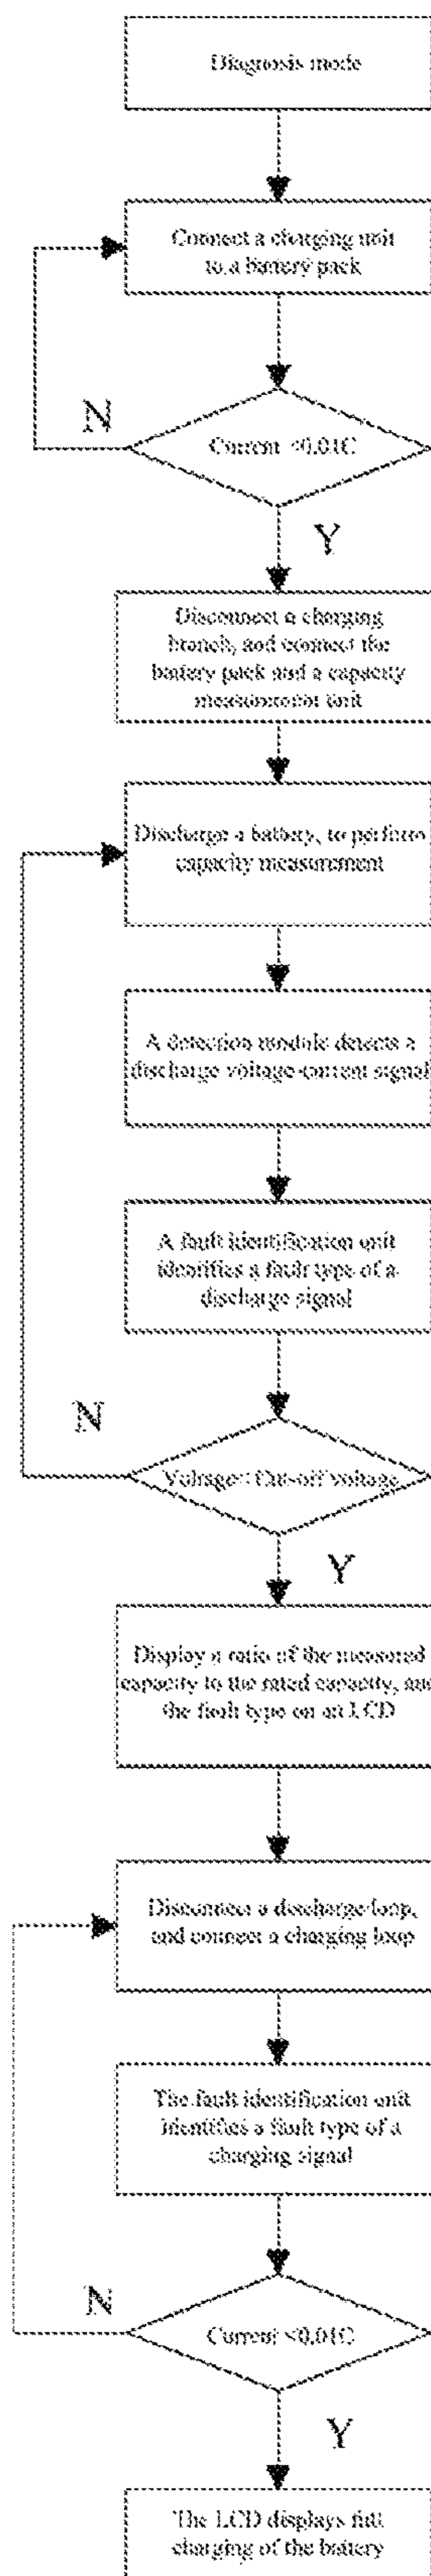 Diagnosis mode
Connect a charging unit
to a battery pack
N
Current <0.01C
Y
Disconnect a charging
branch, and connect the
battery pack and a capacity
measurement unit
Discharge a battery, to perform
capacity measurement
A detection module detects a
discharge voltage-current signal
A fault identification unit
identifies a fault type of a
discharge signal
N
Voltage<Cut-off voltage
Y
Display a ratio of the measured
capacity to the rated capacity, and
the fault type on an LCD
Disconnect a discharge loop,
and connect a charging loop
The fault identification unit
identifies a fault type of a
charging signal
N
Current <0.01C
Y
The LCD displays full
charging of the battery